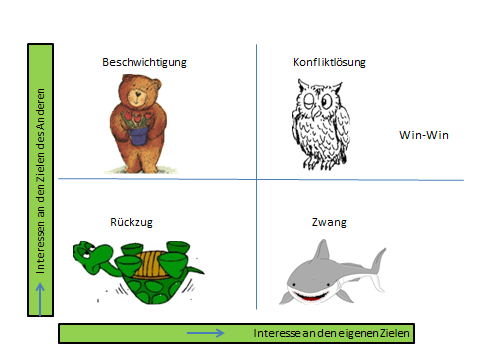 Beschwichtigung
Konfliktlösung
Win-Win
Interessen an den Zielen des Anderen
Rückzug
Zwang
Interesse an den eigenen Zielen